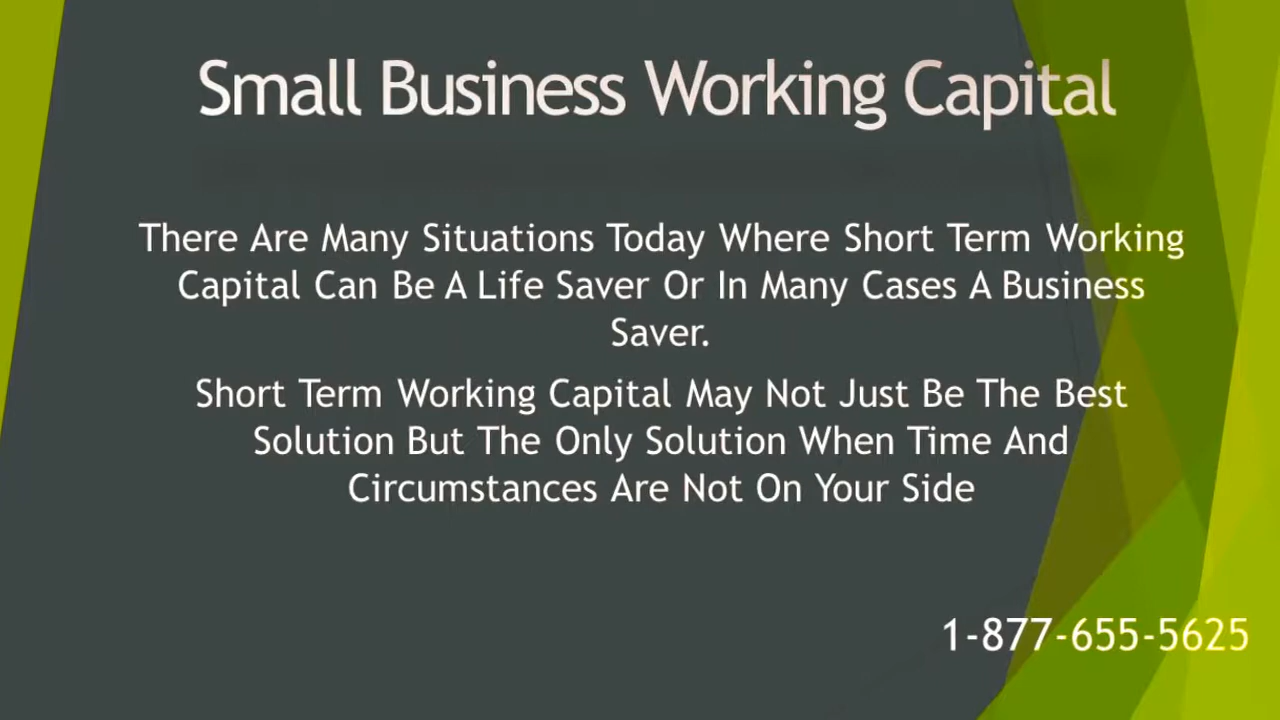 Small Business Working Capital
There Are Many Situations Today Where Short Term Working
Capital Can Be A Life Saver Or In Many Cases A Business
Saver.
Short Term Working Capital May Not Just Be The Best
Solution But The Only Solution When Time And
Circumstances Are Not On Your Side
1-877-655-5625